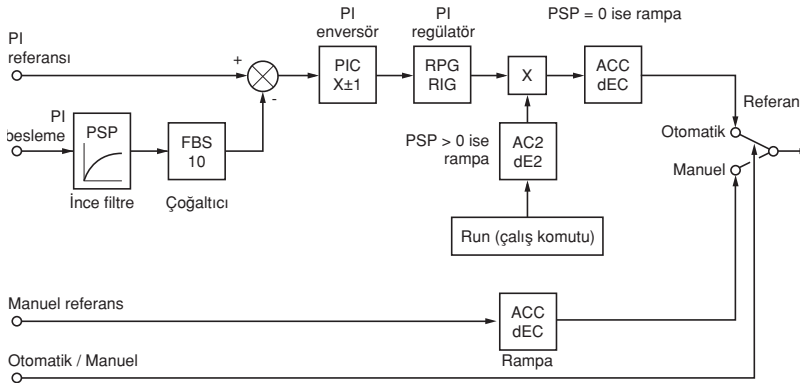 PI
enversör
PI
regülatör
PSP = 0 ise rampa
PI
referansı
+
-
PIC
X±1
RPG
RIG
X
ACC
dEC
Referan
PI
besleme
PSP
FBS
10
PSP > 0 ise
rampa
AC2
dE2
Otomatik
Manuel
İnce filtre
Çoğaltıcı
Run (çalış komutu)
Manuel referans
ACC
dEC
Rampa
Otomatik / Manuel